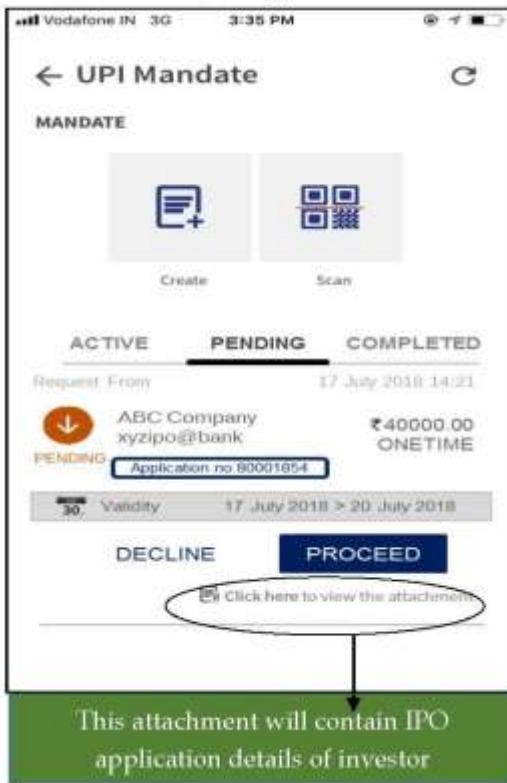 Vodafone IN 3G 3:35 PM
← UPI Mandate
MANDATE
Create Scan
ACTIVE PENDING COMPLETED
Request From 17 July 2018 14:21
ABC Company ₹40000.00
xyzipo@bank ONETIME
PENDING
Application no 80001654
30 Validity 17 July 2018 > 20 July 2018
DECLINE PROCEED
Click here to view the attachment
This attachment will contain IPO
application details of investor